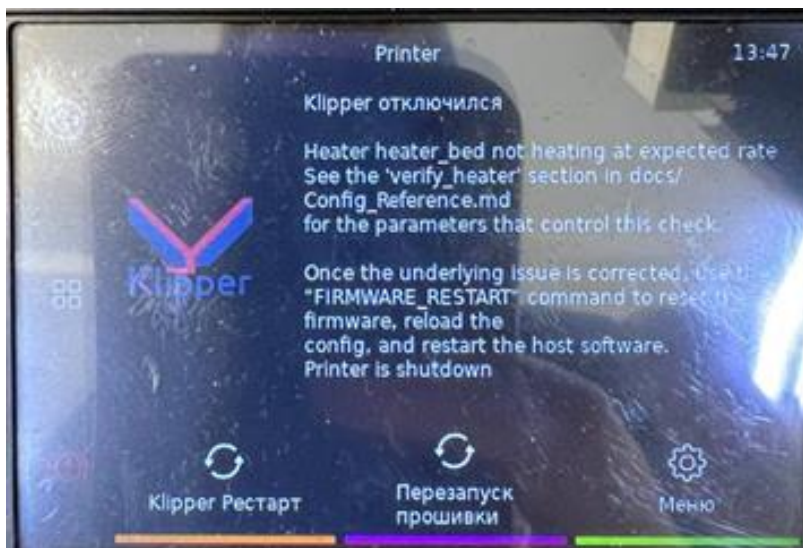 Printer
13:47
Klipper отключился
Heater heater_bed not heating at expected rate
See the 'verify_heater' section in docs/
Config_Reference.md
for the parameters that control this check.
Klipper
Once the underlying issue is corrected, use
"FIRMWARE_RESTART" command to reset
firmware, reload the
config, and restart the host software.
Printer is shutdown
Klipper Рестарт
Перезапуск
прошивки
Меню